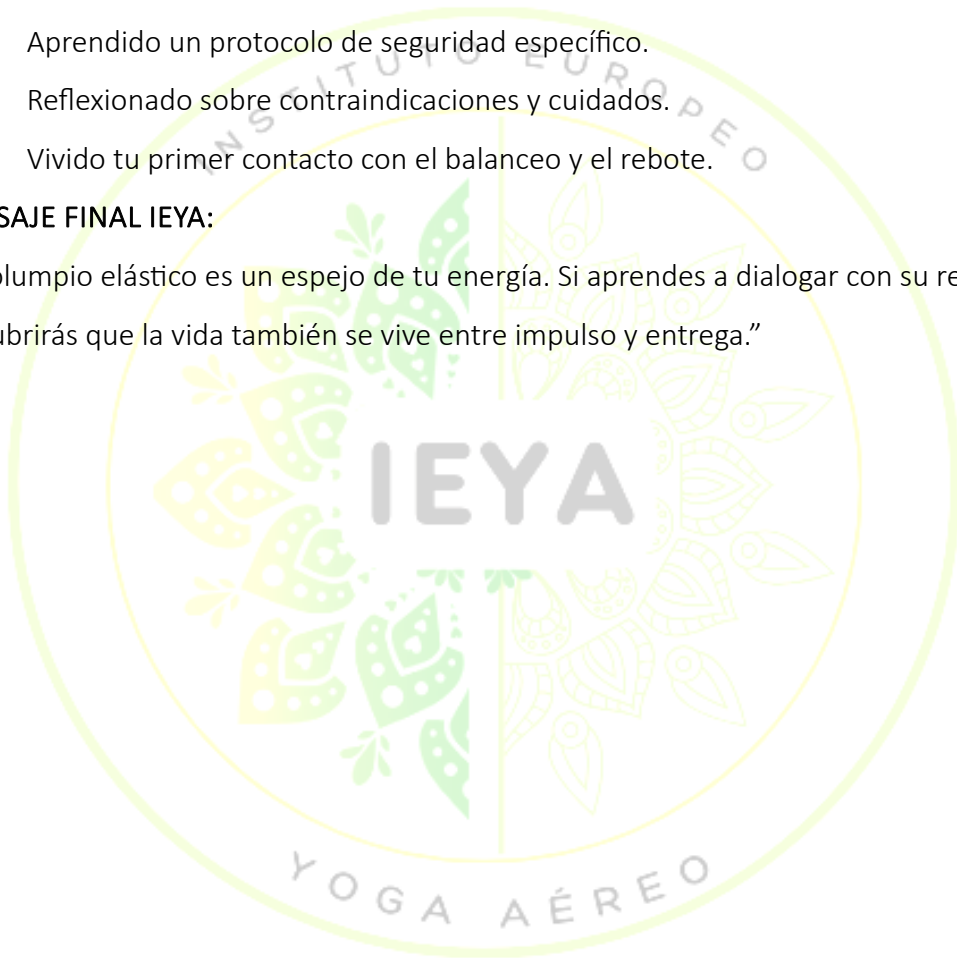 Aprendido un protocolo de seguridad específico.
Reflexionado sobre contraindicaciones y cuidados.
Vivido tu primer contacto con el balanceo y el rebote.
SAJE FINAL IEYA:
olumpio elástico es un espejo de tu energía. Si aprendes a dialogar con su re
ubrirás que la vida también se vive entre impulso y entrega.”
INSTITUTO EUROPEO
IEYA
YOGA AÉREO